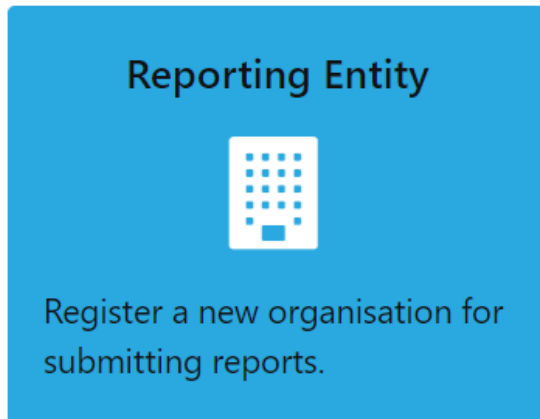 Reporting Entity
Register a new organisation for
submitting reports.